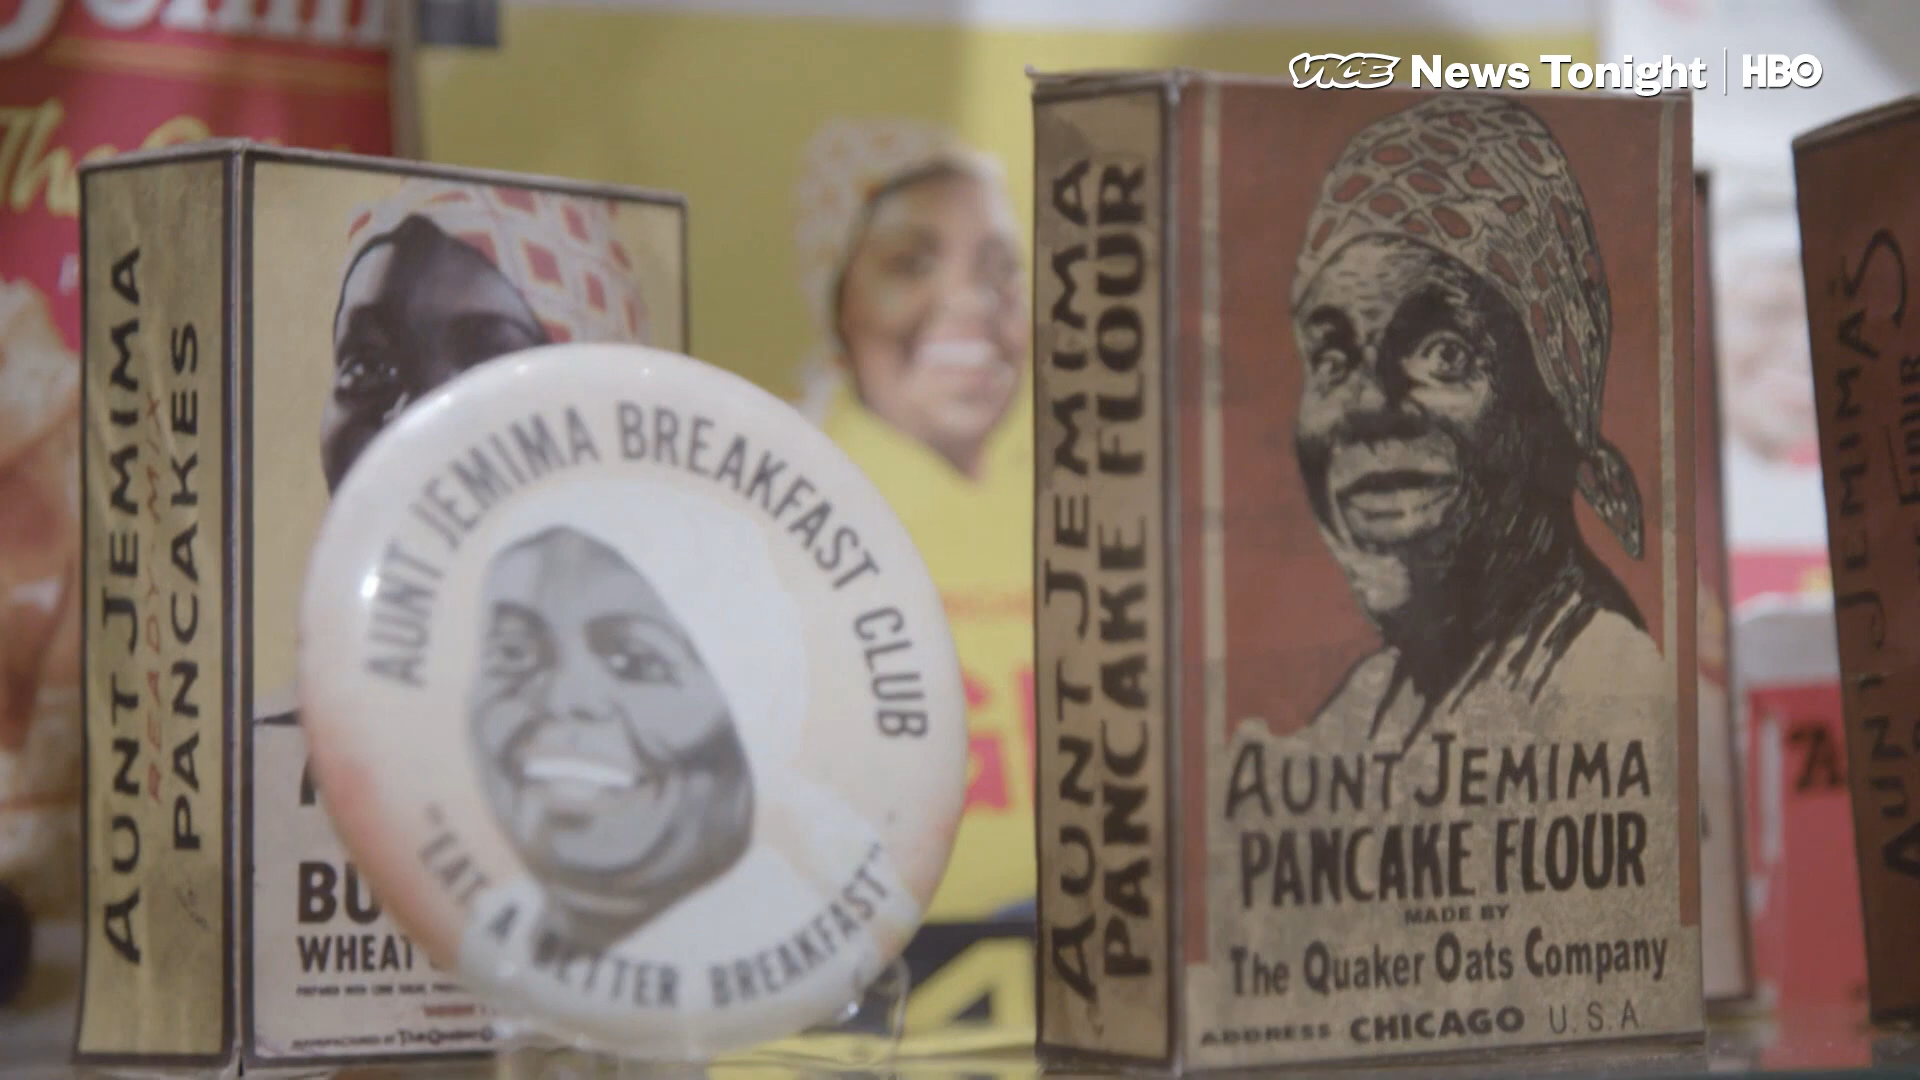 VICE News Tonight | HBO
AUNT JEMIMA
READY-MIX
PANCAKES
BU
WHEAT
AUNT JEMIMA BREAKFAST CLUB
"EAT A BETTER BREAKFAST"
AUNT JEMIMA
PANCAKE FLOUR
AUNT JEMIMA
PANCAKE FLOUR
MADE BY
The Quaker Oats Company
ADDRESS CHICAGO U.S.A
AUNT JEMIMA'S